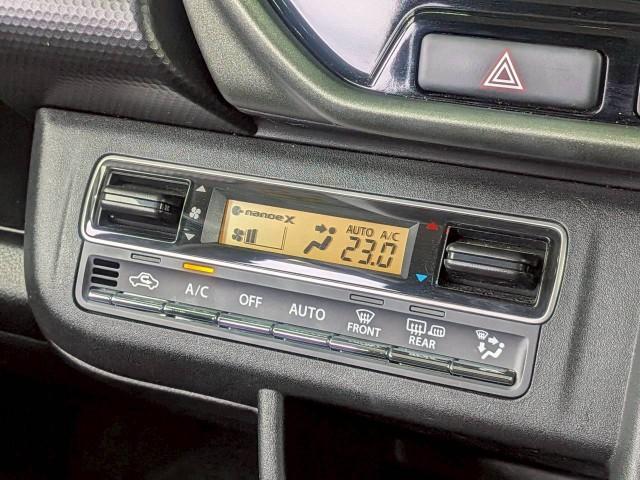 nanoeX
AUTO A/C
23.0
A/C
OFF
AUTO
FRONT
REAR